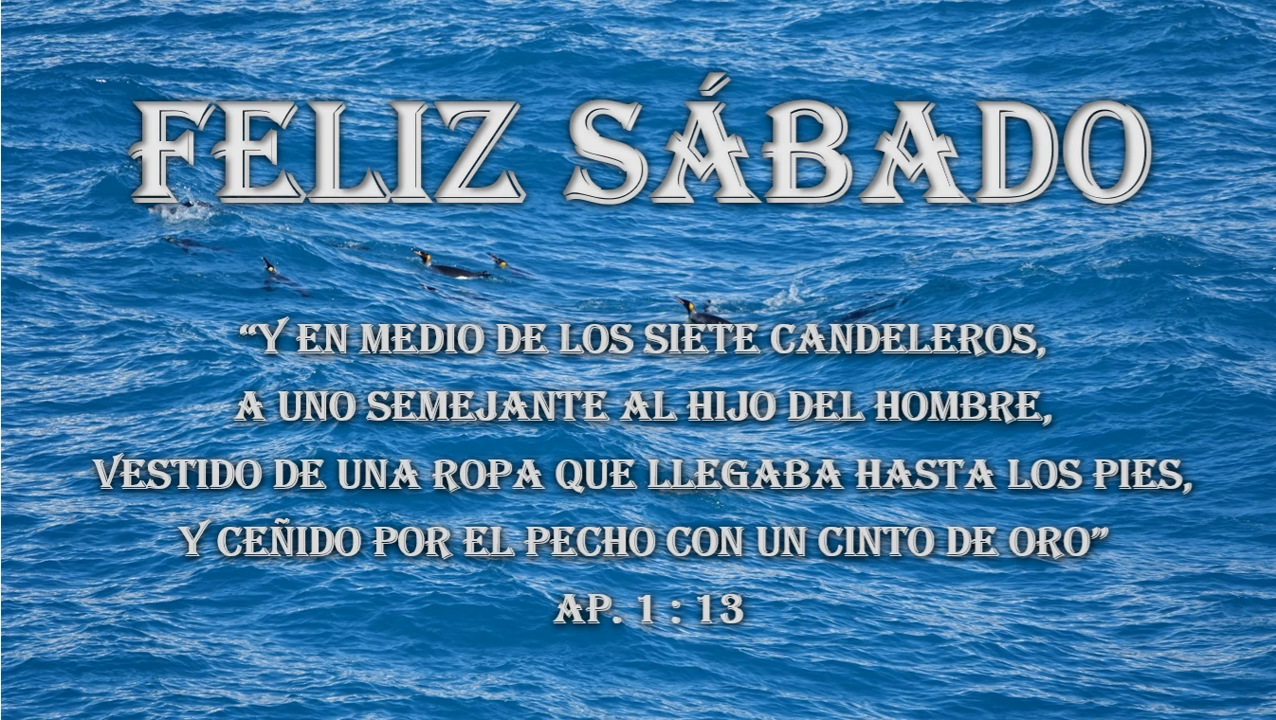 FELIZ SÁBADO
“Y EN MEDIO DE LOS SIETE CANDELEROS,
A UNO SEMEJANTE AL HIJO DEL HOMBRE,
VESTIDO DE UNA ROPA QUE LLEGABA HASTA LOS PIES,
Y CEÑIDO POR EL PECHO CON UN CINTO DE ORO”
AP. 1 : 13